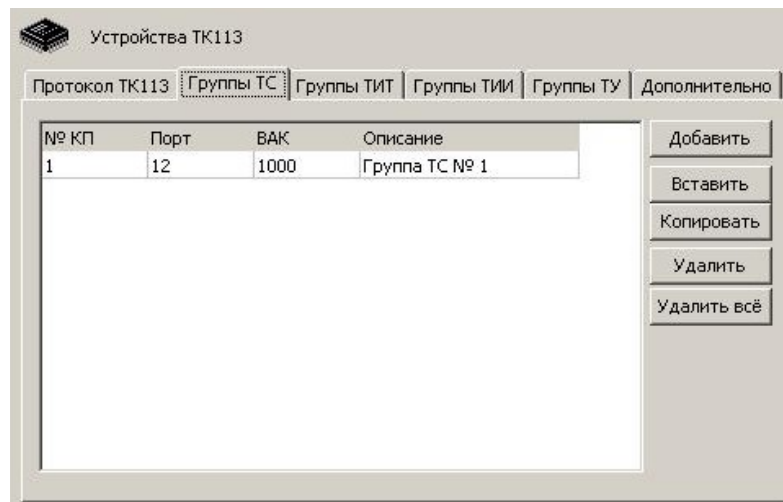 Устройства ТК113
Протокол ТК113 Группы ТС Группы ТИТ Группы ТИИ Группы ТУ Дополнительно
№ КП Порт ВАК Описание
1 12 1000 Группа ТС № 1
Добавить
Вставить
Копировать
Удалить
Удалить всё